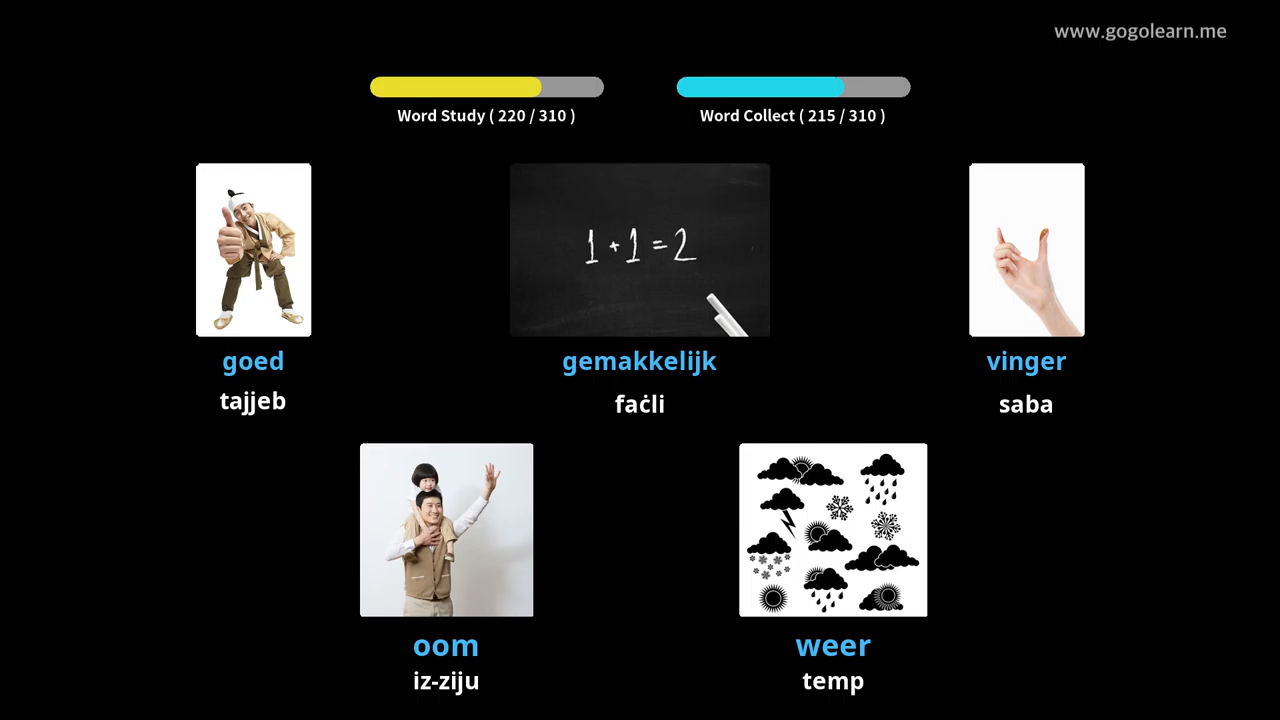 www.gogolearn.me
Word Study ( 220 / 310 )
Word Collect ( 215 / 310 )
1 + 1 = 2
goed
gemakkelijk
vinger
tajjeb
faċli
saba
oom
weer
iz-ziju
temp